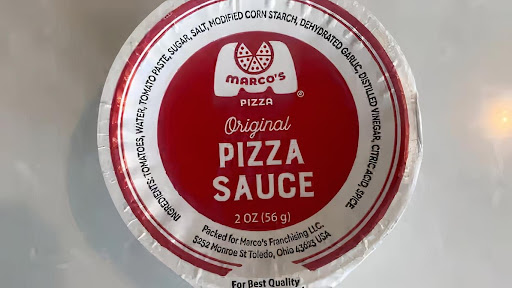 INGREDIENTS: TOMATOES, WATER, TOMATO PASTE, SUGAR, SALT, MODIFIED CORN STARCH, DEHYDRATED GARLIC, DISTILLED VINEGAR, CITRIC ACID, SPICE.
MARCO'S
®
PIZZA
Original
PIZZA
SAUCE
2 OZ (56 g)
Packed for Marco's Franchising LLC.
5252 Monroe St Toledo, Ohio 43623 USA
For Best Quality